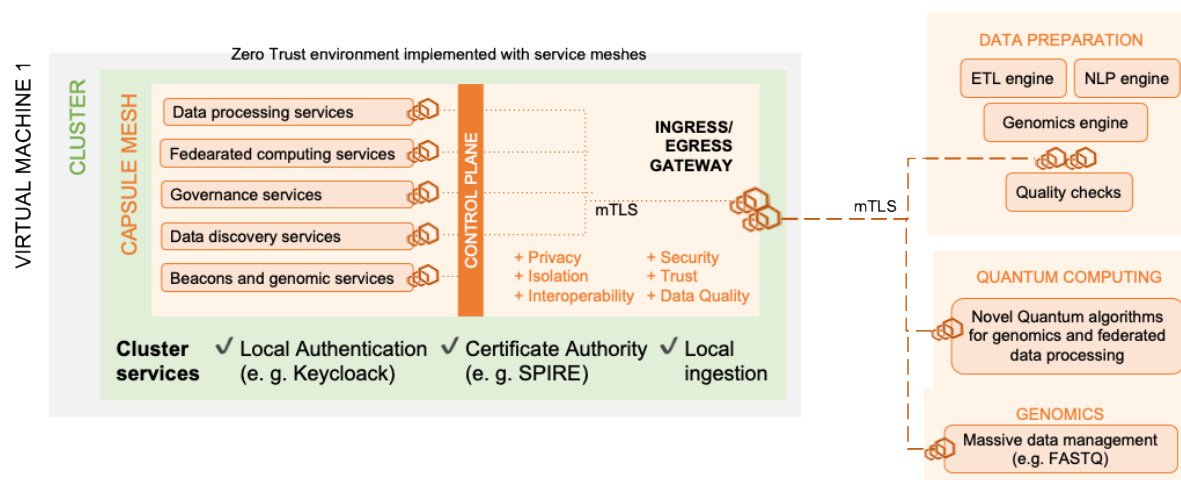 VIRTUAL MACHINE 1
Zero Trust environment implemented with service meshes
CLUSTER
CAPSULE MESH
Data processing services
Fedearated computing services
Governance services
Data discovery services
Beacons and genomic services
CONTROL PLANE
INGRESS/
EGRESS
GATEWAY
mTLS
+ Privacy
+ Isolation
+ Interoperability
+ Security
+ Trust
+ Data Quality
Cluster
services
✓ Local Authentication
(e. g. Keycloack)
✓ Certificate Authority
(e. g. SPIRE)
✓ Local
ingestion
mTLS
DATA PREPARATION
ETL engine
NLP engine
Genomics engine
Quality checks
QUANTUM COMPUTING
Novel Quantum algorithms
for genomics and federated
data processing
GENOMICS
Massive data management
(e.g. FASTQ)